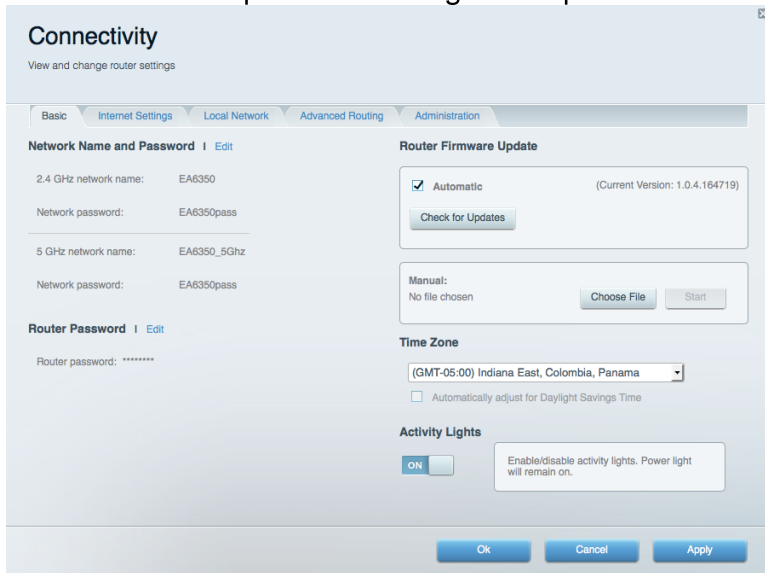 Connectivity
View and change router settings
Basic Internet Settings Local Network Advanced Routing Administration
Network Name and Password | Edit
2.4 GHz network name: EA6350
Network password: EA6350pass
5 GHz network name: EA6350_5Ghz
Network password: EA6350pass
Router Password | Edit
Router password: ********
Router Firmware Update
Automatic (Current Version: 1.0.4.164719)
Check for Updates
Manual:
No file chosen Choose File Start
Time Zone
(GMT-05:00) Indiana East, Colombia, Panama
Automatically adjust for Daylight Savings Time
Activity Lights
ON Enable/disable activity lights. Power light
will remain on.
Ok Cancel Apply